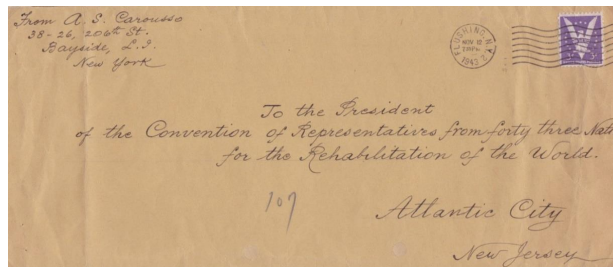 From A. S. Carousso
38-26, 206th St.
Bayside, L.I.
New York
FLUSHING, N.Y.
NOV 12
1943
To the President
of the Convention of Representatives from forty three Nati
for the Rehabilitation of the World.
107
Atlantic City
New Jersey